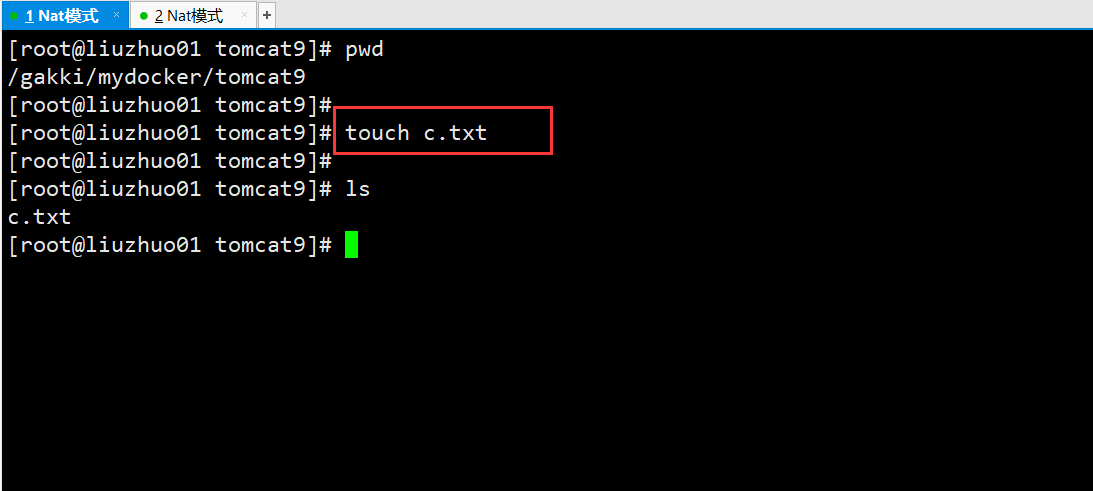 1 Nat模式 × 2 Nat模式 × +
[root@liuzhuo01 tomcat9]# pwd
/gakki/mydocker/tomcat9
[root@liuzhuo01 tomcat9]#
[root@liuzhuo01 tomcat9]# touch c.txt
[root@liuzhuo01 tomcat9]#
[root@liuzhuo01 tomcat9]# ls
c.txt
[root@liuzhuo01 tomcat9]#